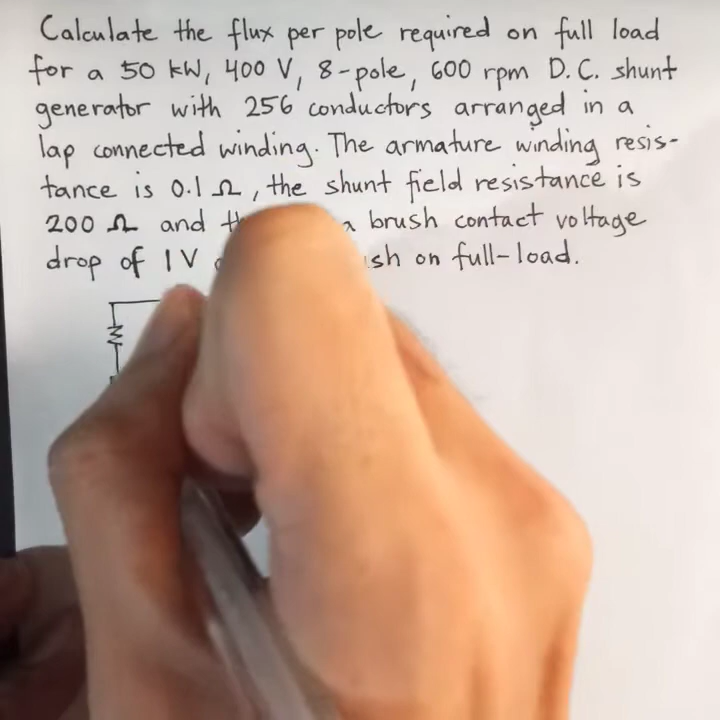 Calculate the flux per pole required on full load
for a 50 kW, 400 V, 8-pole, 600 rpm D.C. shunt
generator with 256 conductors arranged in a
lap connected winding. The armature winding resis-
tance is 0.1 Ω, the shunt field resistance is
200 Ω and a brush contact voltage
drop of 1V on full-load.